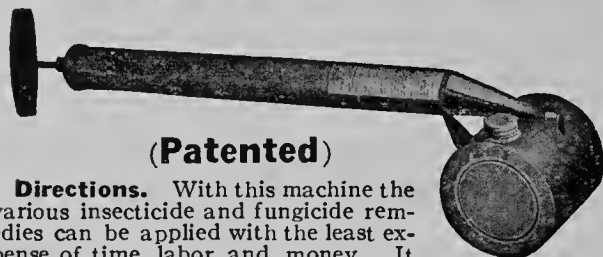 (Patented)
Directions. With this machine the
various insecticide and fungicide rem-
edies can be applied with the least ex-
pense of time, labor and money. It